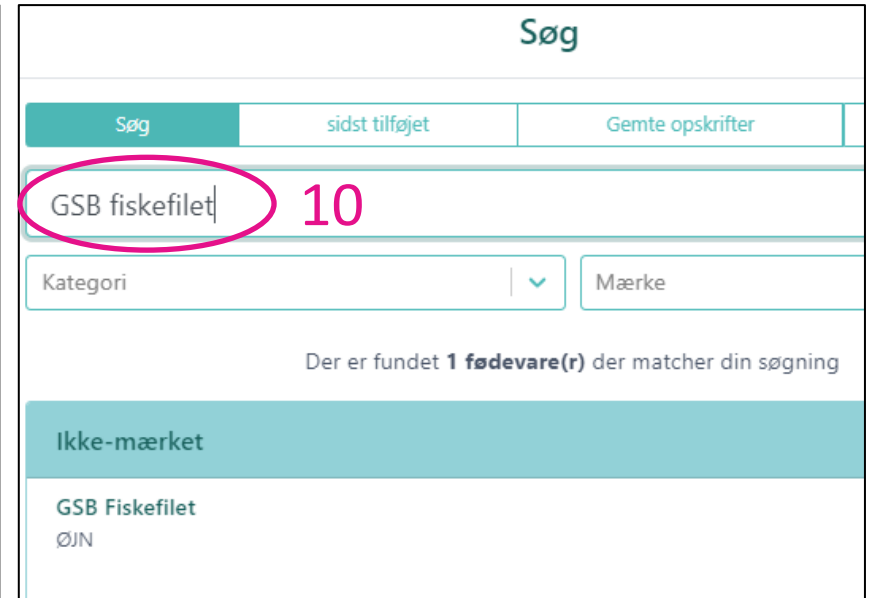 Søg
Søg sidst tilføjet Gemte opskrifter
GSB fiskefilet 10
Kategori Mærke
Der er fundet 1 fødevare(r) der matcher din søgning
Ikke-mærket
GSB Fiskefilet
ØJN